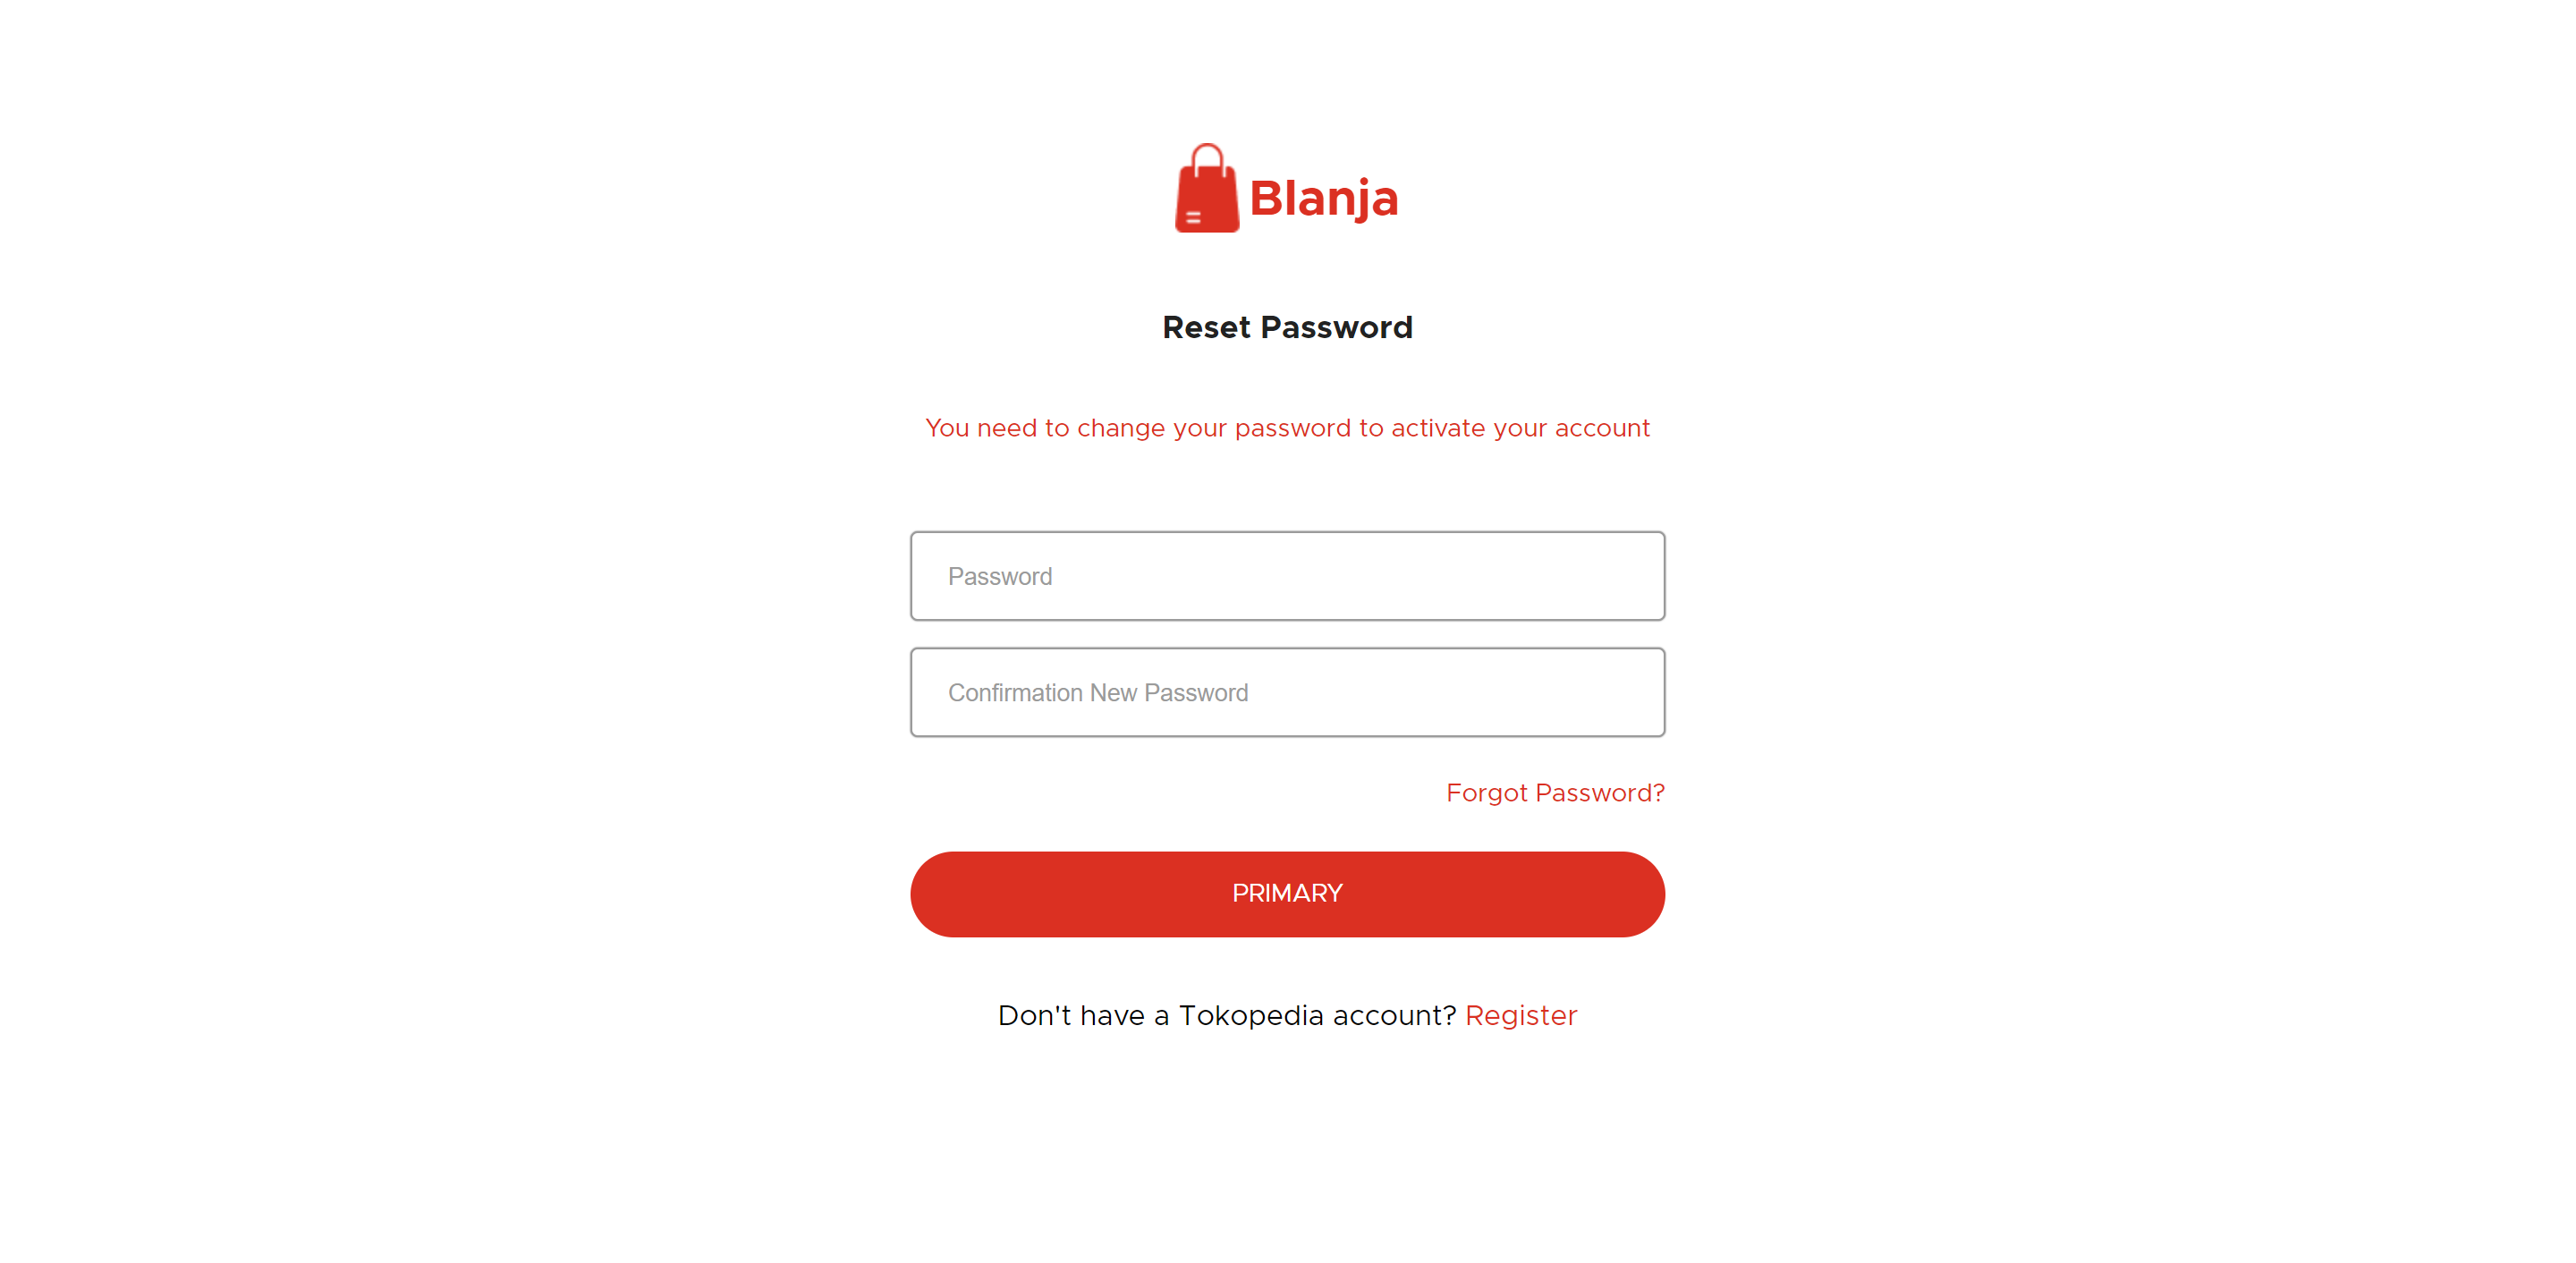 Blanja
Reset Password
You need to change your password to activate your account
Password
Confirmation New Password
Forgot Password?
PRIMARY
Don't have a Tokopedia account? Register